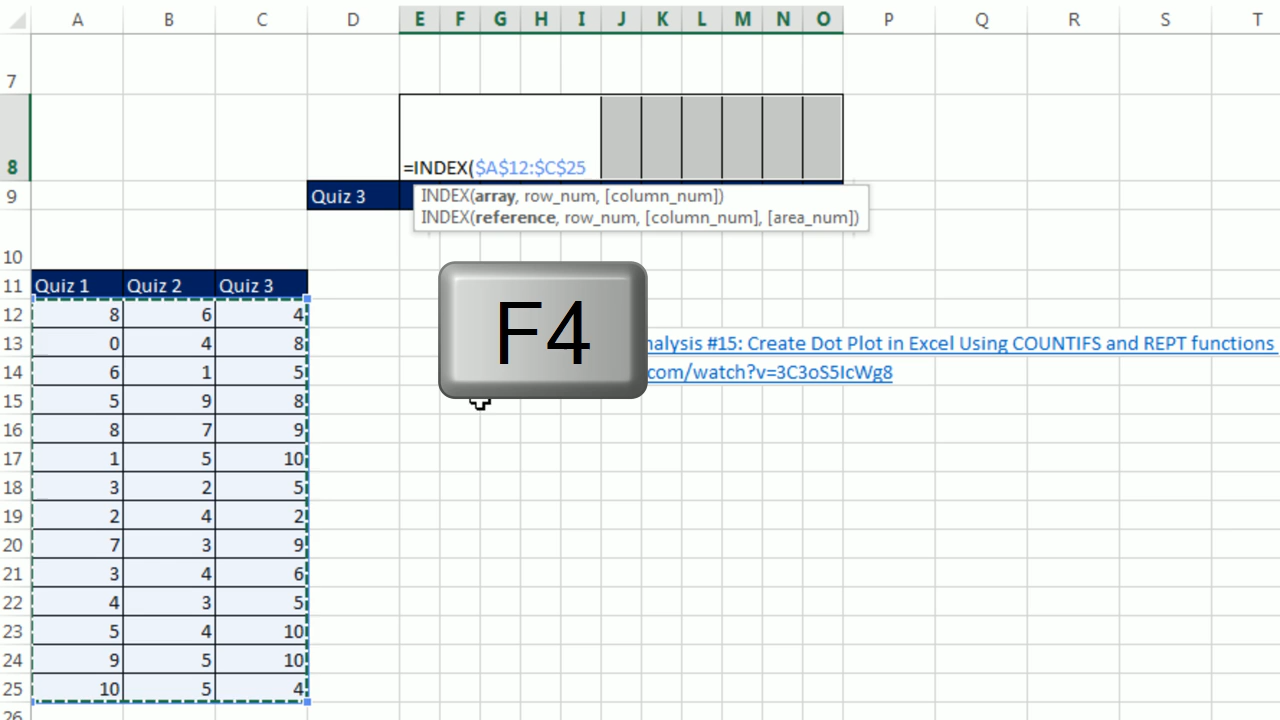 A B C D E F G H I J K L M N O P Q R S T
7
8 =INDEX($A$12:$C$25
9 Quiz 3
INDEX(array, row_num, [column_num])
INDEX(reference, row_num, [column_num], [area_num])
10
11 Quiz 1 Quiz 2 Quiz 3
12 8 6 4
F4
13 0 4 8
nalysis #15: Create Dot Plot in Excel Using COUNTIFS and REPT functions
14 6 1 5
com/watch?v=3C3oS5IcWg8
15 5 9 8
16 8 7 9
17 1 5 10
18 3 2 5
19 2 4 2
20 7 3 9
21 3 4 6
22 4 3 5
23 5 4 10
24 9 5 10
25 10 5 4
26